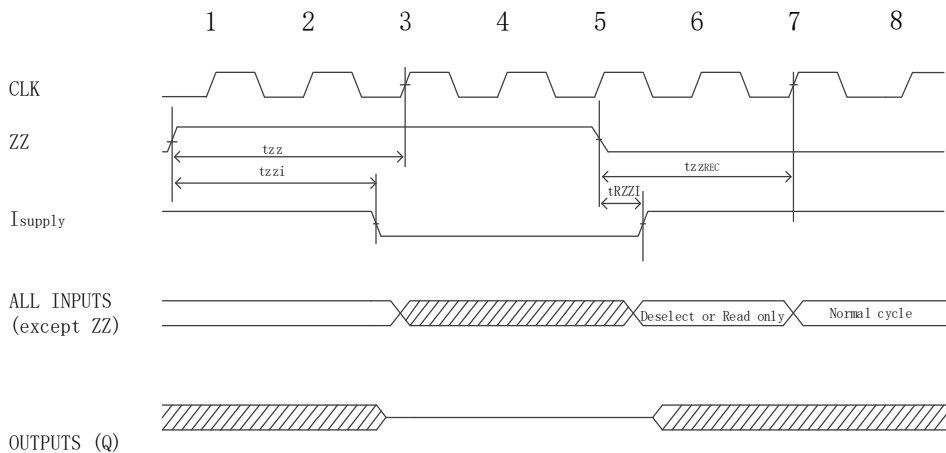 1 2 3 4 5 6 7 8
CLK
ZZ
tzz
tzzREC
tzzi
tRZZI
Isupply
ALL INPUTS
(except ZZ)
Deselect or Read only
Normal cycle
OUTPUTS (Q)